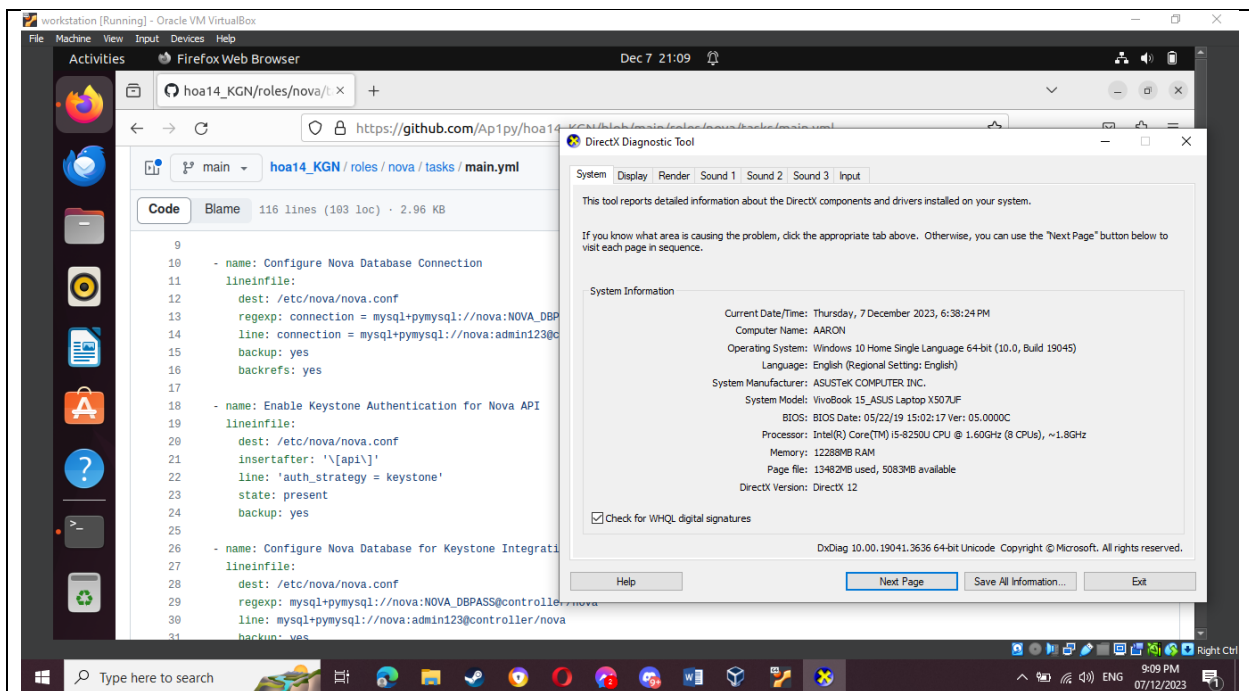 workstation [Running] - Oracle VM VirtualBox
File Machine View Input Devices Help
Activities Firefox Web Browser Dec 7 21:09
hoa14_KGN/roles/nova/t
https://github.com/Ap1py/hoa14_KGN/blob/main/roles/nova/tasks/main.yml
main hoa14_KGN / roles / nova / tasks / main.yml
Code Blame 116 lines (103 loc) · 2.96 KB
9
10 - name: Configure Nova Database Connection
11 lineinfile:
12 dest: /etc/nova/nova.conf
13 regexp: connection = mysql+pymysql://nova:NOVA_DBP
14 line: connection = mysql+pymysql://nova:admin123@c
15 backup: yes
16 backrefs: yes
17
18 - name: Enable Keystone Authentication for Nova API
19 lineinfile:
20 dest: /etc/nova/nova.conf
21 insertafter: '\[api\]'
22 line: 'auth_strategy = keystone'
23 state: present
24 backup: yes
25
26 - name: Configure Nova Database for Keystone Integrati
27 lineinfile:
28 dest: /etc/nova/nova.conf
29 regexp: mysql+pymysql://nova:NOVA_DBPASS@controller/nova
30 line: mysql+pymysql://nova:admin123@controller/nova
31 backup: yes
DirectX Diagnostic Tool
System Display Render Sound 1 Sound 2 Sound 3 Input
This tool reports detailed information about the DirectX components and drivers installed on your system.
If you know what area is causing the problem, click the appropriate tab above. Otherwise, you can use the "Next Page" button below to
visit each page in sequence.
System Information
Current Date/Time: Thursday, 7 December 2023, 6:38:24 PM
Computer Name: AARON
Operating System: Windows 10 Home Single Language 64-bit (10.0, Build 19045)
Language: English (Regional Setting: English)
System Manufacturer: ASUSTeK COMPUTER INC.
System Model: VivoBook 15_ASUS Laptop X507UF
BIOS: BIOS Date: 05/22/19 15:02:17 Ver: 05.0000C
Processor: Intel(R) Core(TM) i5-8250U CPU @ 1.60GHz (8 CPUs), ~1.8GHz
Memory: 12288MB RAM
Page file: 13482MB used, 5083MB available
DirectX Version: DirectX 12
Check for WHQL digital signatures
DxDiag 10.00.19041.3636 64-bit Unicode Copyright © Microsoft. All rights reserved.
Help Next Page Save All Information... Exit
Right Ctrl
Type here to search
ENG
9:09 PM
07/12/2023